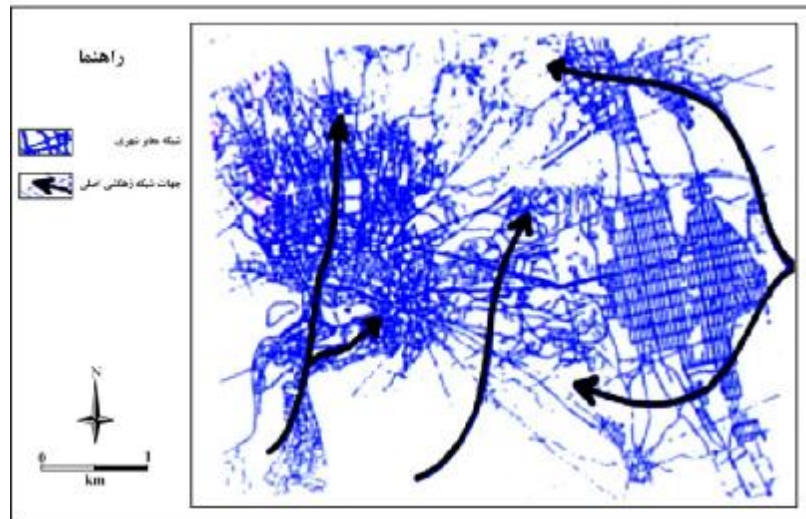 راهنما
شبکه معابر شهری
جهات شبکه زهکشی اصلی
N
0 1
km